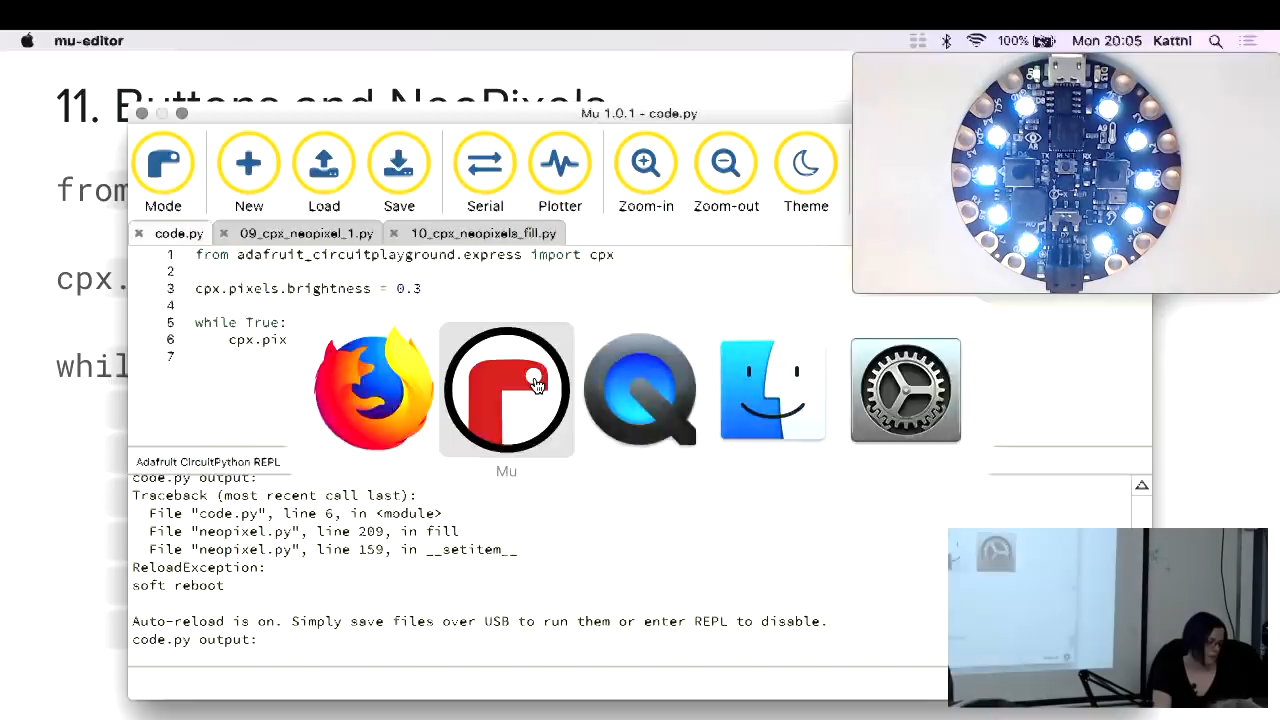 mu-editor
100%
Mon 20:05
Kattni
11. Buttons and NeoPixels
Mu 1.0.1 - code.py
Mode
New
Load
Save
Serial
Plotter
Zoom-in
Zoom-out
Theme
code.py
09_cpx_neopixel_1.py
10_cpx_neopixels_fill.py
1 from adafruit_circuitplayground.express import cpx
2
3 cpx.pixels.brightness = 0.3
4
5 while True:
6 cpx.pix
7
from
cpx.
whil
Mu
Adafruit CircuitPython REPL
code.py output:
Traceback (most recent call last):
File "code.py", line 6, in <module>
File "neopixel.py", line 209, in fill
File "neopixel.py", line 159, in __setitem__
ReloadException:
soft reboot
Auto-reload is on. Simply save files over USB to run them or enter REPL to disable.
code.py output: